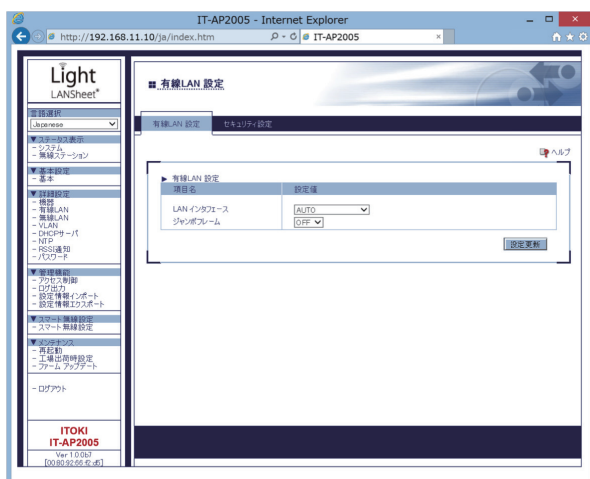 IT-AP2005 - Internet Explorer
http://192.168.11.10/ja/index.htm
IT-AP2005
Light
LANSheet
言語選択
Japanese
▼ステータス表示
- システム
- 無線ステーション
▼基本設定
- 基本
▼詳細設定
- 機器
- 有線LAN
- 無線LAN
- VLAN
- DHCPサーバ
- NTP
- RSSI通知
- パスワード
▼管理機能
- アクセス制御
- ログ出力
- 設定情報インポート
- 設定情報エクスポート
▼スマート無線設定
- スマート無線設定
▼メンテナンス
- 再起動
- 工場出荷時設定
- ファーム アップデート
- ログアウト
ITOKI
IT-AP2005
Ver 1.0.0b7
[00:80:92:66:f2:d5]
有線LAN 設定
有線LAN 設定 セキュリティ設定
ヘルプ
▶ 有線LAN 設定
項目名 設定値
LAN インタフェース AUTO
ジャンボフレーム OFF
設定更新